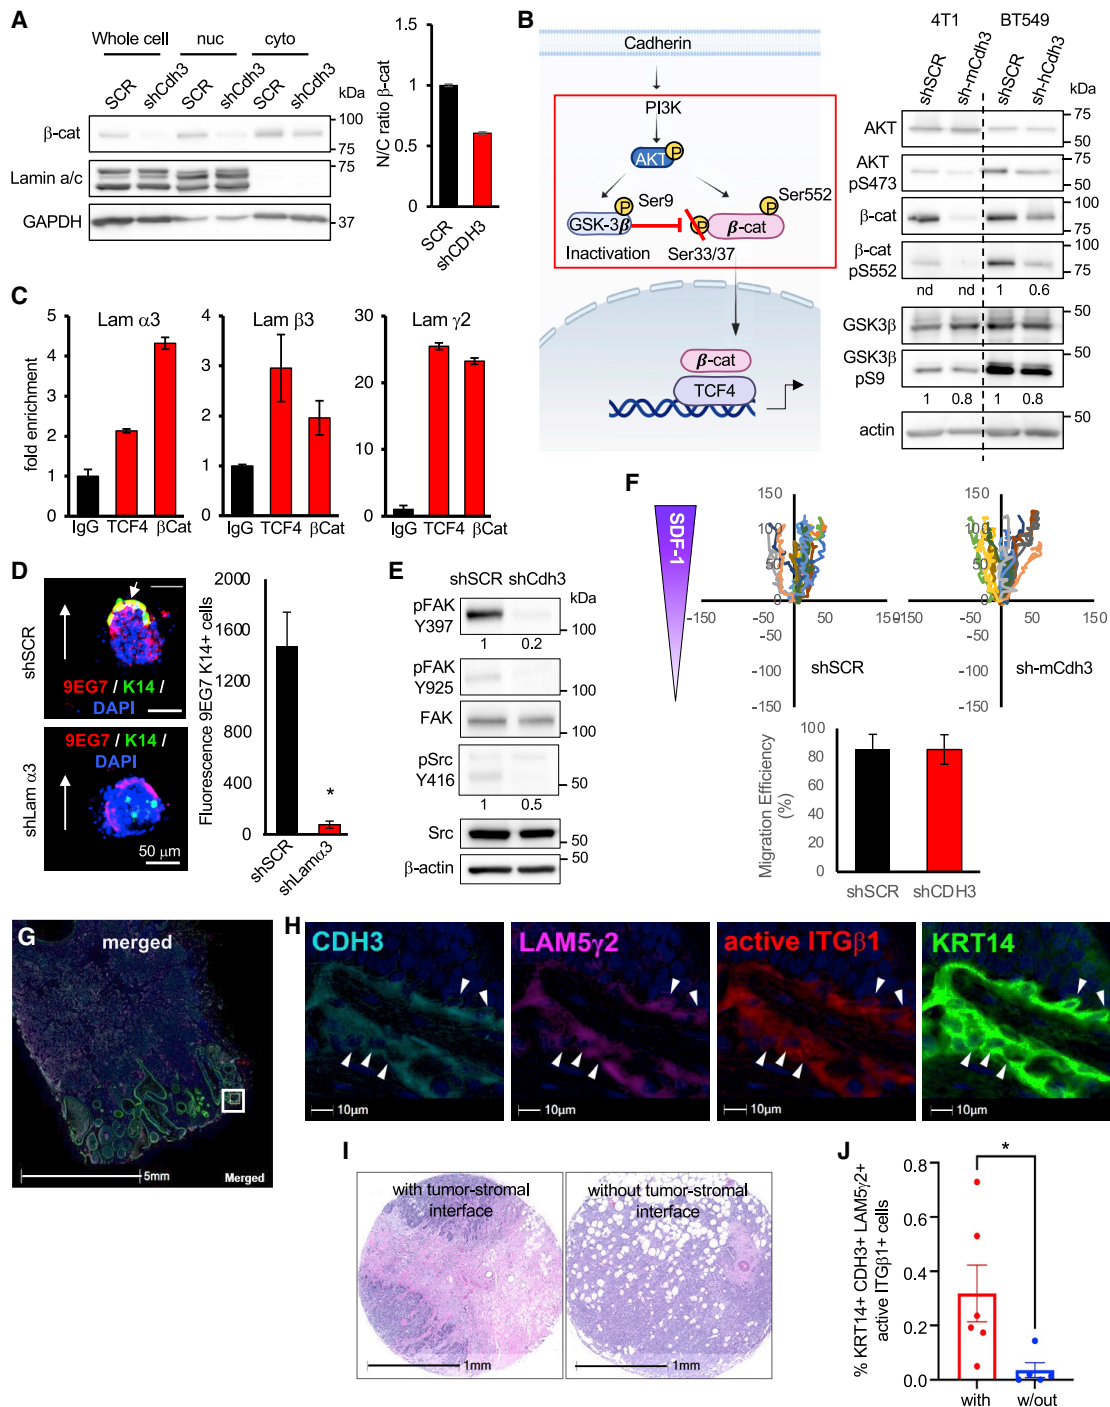 A
Whole cell nuc cyto
SCR shCdh3 SCR shCdh3 SCR shCdh3
kDa
β-cat
100
75
Lamin a/c
75
GAPDH
37
N/C ratio β-cat
1.5
1
0.5
0
SCR
shCDH3
B
Cadherin
PI3K
AKT P
P Ser9
GSK-3β
Inactivation
P Ser552
P β-cat
Ser33/37
β-cat
TCF4
4T1 BT549
shSCR sh-mCdh3 shSCR sh-hCdh3
kDa
AKT
75
50
AKT
pS473
75
50
β-cat
100
75
β-cat
pS552
100
75
nd nd 1 0.6
GSK3β
50
GSK3β
pS9
50
1 0.8 1 0.8
actin
50
C
fold enrichment
Lam α3
5
4
3
2
1
0
IgG TCF4 βCat
Lam β3
4
3
2
1
0
IgG TCF4 βCat
Lam γ2
30
20
10
0
IgG TCF4 βCat
D
shSCR
9EG7 / K14 /
DAPI
shLam α3
9EG7 / K14 /
DAPI
50 μm
Fluorescence 9EG7 K14+ cells
2000
1600
1200
800
400
0
*
shSCR
shLamα3
E
shSCR shCdh3
kDa
pFAK
Y397
100
1 0.2
pFAK
Y925
FAK
100
pSrc
Y416
50
1 0.5
Src
50
β-actin
50
F
SDF-1
150
100
50
0
-150 -50 150
-50
-100
-150
shSCR
150
100
50
0
-150 -50 50 150
-50
-100
-150
sh-mCdh3
Migration Efficiency
(%)
100
80
60
40
20
0
shSCR shCDH3
G
merged
5mm
Merged
H
CDH3
10μm
LAM5γ2
10μm
active ITGβ1
10μm
KRT14
10μm
I
with tumor-stromal
interface
1mm
without tumor-stromal
interface
1mm
J
% KRT14+ CDH3+ LAM5γ2+
active ITGβ1+ cells
0.8
0.6
0.4
0.2
0.0
*
with w/out